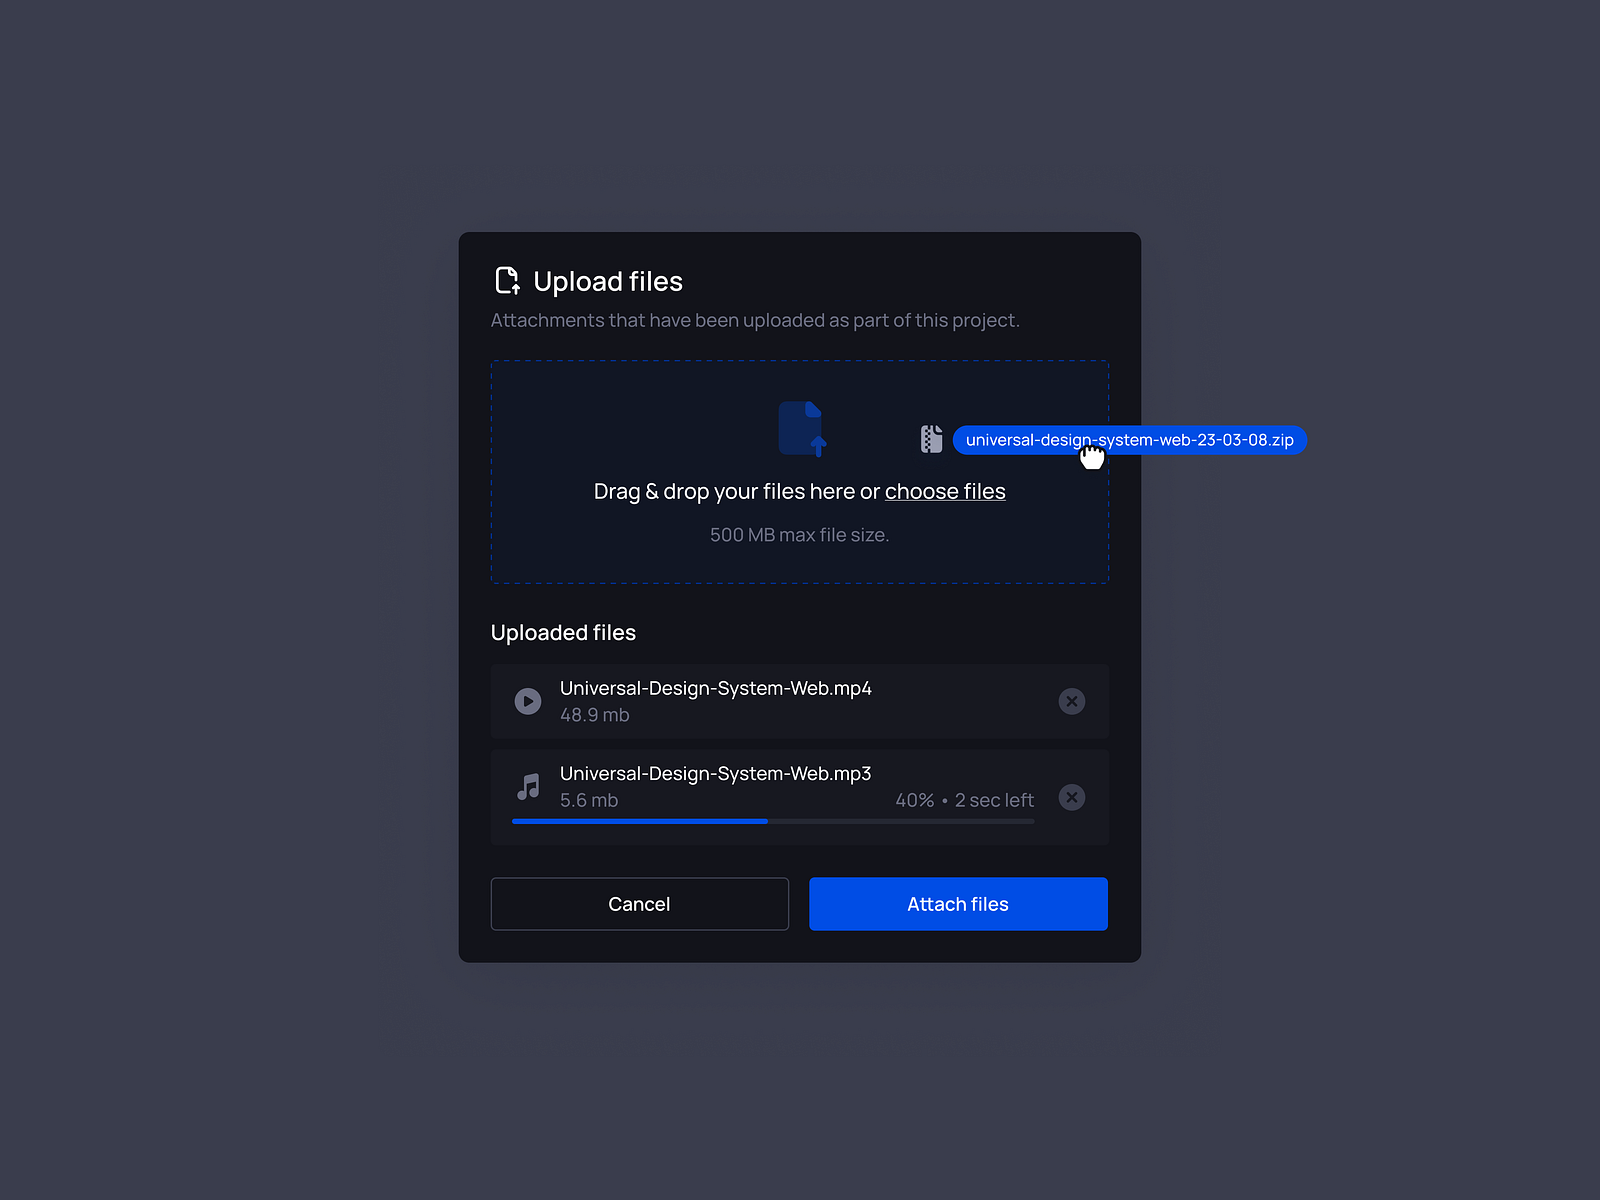 Upload files
Attachments that have been uploaded as part of this project.
universal-design-system-web-23-03-08.zip
Drag & drop your files here or choose files
500 MB max file size.
Uploaded files
Universal-Design-System-Web.mp4
48.9 mb
Universal-Design-System-Web.mp3
5.6 mb 40% • 2 sec left
Cancel Attach files